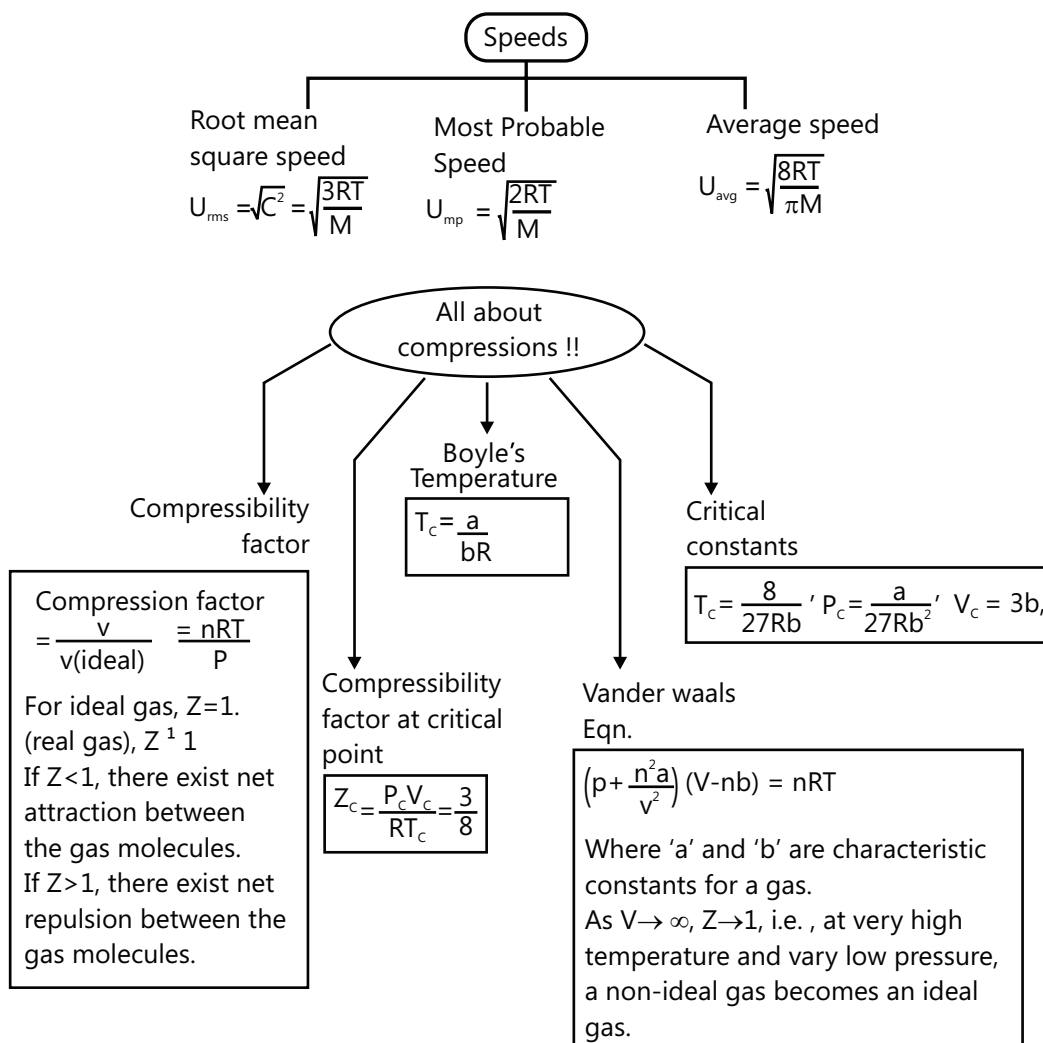 Speeds
Root mean
square speed
U_rms = √C² = √(3RT/M)
Most Probable
Speed
U_mp = √(2RT/M)
Average speed
U_avg = √(8RT/πM)
All about
compressions !!
Compressibility
factor
Compression factor
= v/v(ideal) = nRT/P
For ideal gas, Z=1.
(real gas), Z ¹ 1
If Z<1, there exist net
attraction between
the gas molecules.
If Z>1, there exist net
repulsion between the
gas molecules.
Compressibility
factor at critical
point
Z_c = P_cV_c/RT_c = 3/8
Boyle's
Temperature
T_c = a/bR
Vander waals
Eqn.
(p + n²a/v²) (V-nb) = nRT
Where 'a' and 'b' are characteristic
constants for a gas.
As V→ ∞, Z→1, i.e. , at very high
temperature and vary low pressure,
a non-ideal gas becomes an ideal
gas.
Critical
constants
T_c = 8/27Rb ' P_c = a/27Rb² ' V_c = 3b,